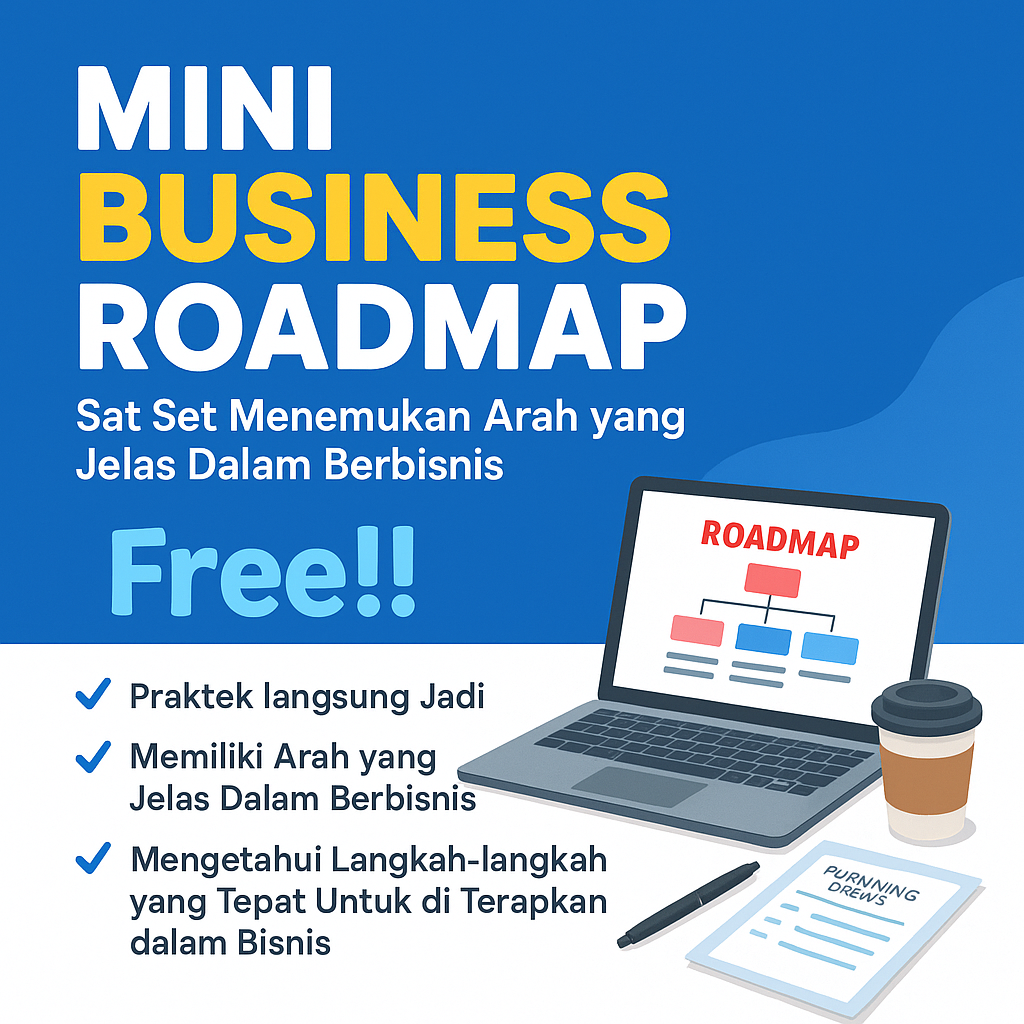 MINI
BUSINESS
ROADMAP
Sat Set Menemukan Arah yang
Jelas Dalam Berbisnis
Free!!
ROADMAP
Praktek langsung Jadi
Memiliki Arah yang
Jelas Dalam Berbisnis
Mengetahui Langkah-langkah
yang Tepat Untuk di Terapkan
dalam Bisnis
PURNNING
DREWS